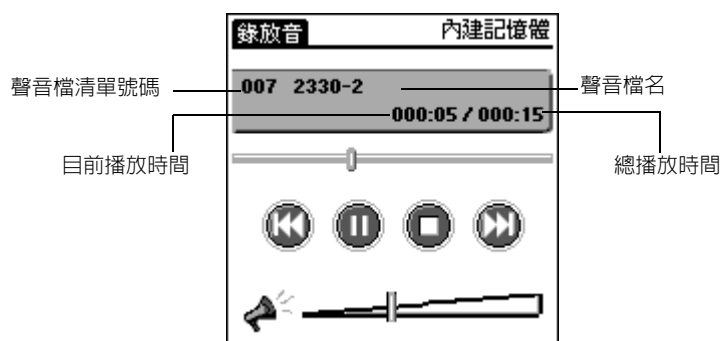 錄放音 內建記憶體
聲音檔清單號碼 007 2330-2 聲音檔名
000:05 / 000:15
目前播放時間 總播放時間